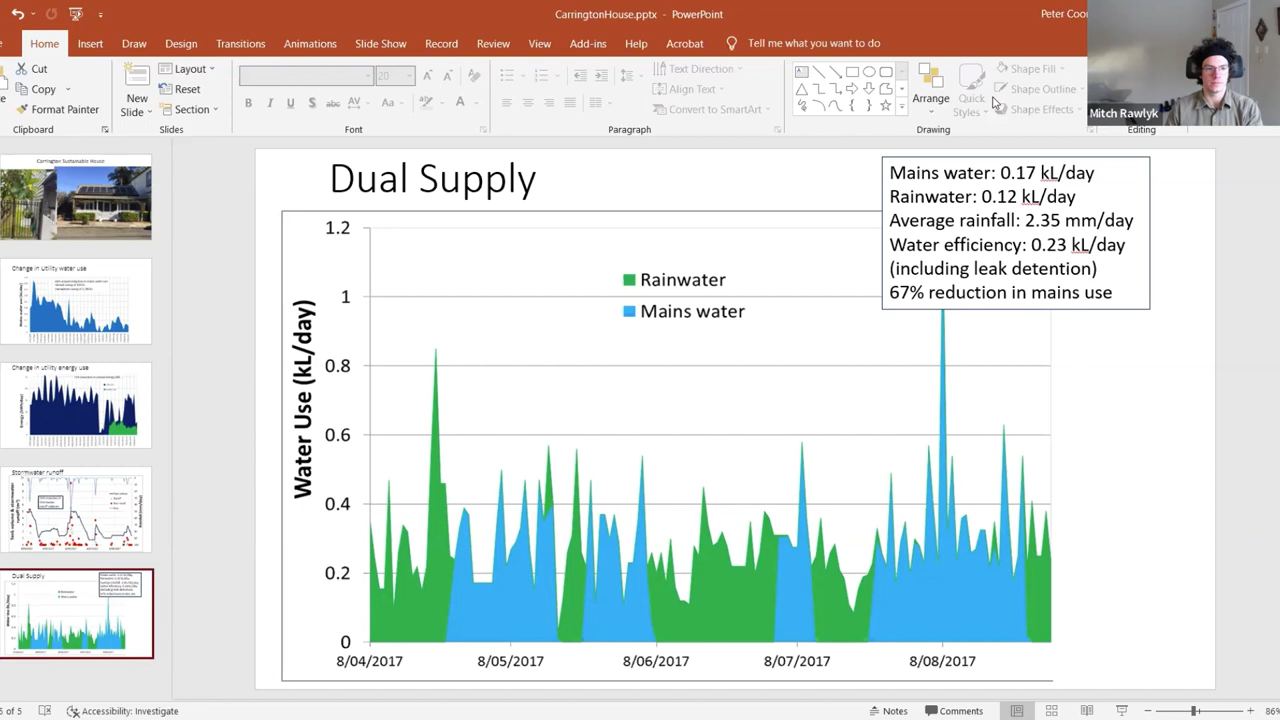 CarringtonHouse.pptx - PowerPoint
Peter Coo
Home Insert Draw Design Transitions Animations Slide Show Record Review View Add-ins Help Acrobat Tell me what you want to do
Cut
Copy
Format Painter
Clipboard
New
Slide
Layout
Reset
Section
Slides
20
Font
Text Direction
Align Text
Convert to SmartArt
Paragraph
Arrange
Quick
Styles
Shape Fill
Shape Outline
Shape Effects
Drawing
Editing
Mitch Rawlyk
Carrington Sustainable House
Change in utility water use
Change in utility energy use
Stormwater runoff
Dual Supply
Dual Supply
Mains water: 0.17 kL/day
Rainwater: 0.12 kL/day
Average rainfall: 2.35 mm/day
Water efficiency: 0.23 kL/day
(including leak detention)
67% reduction in mains use
Rainwater
Mains water
Water Use (kL/day)
1.2
1
0.8
0.6
0.4
0.2
0
8/04/2017 8/05/2017 8/06/2017 8/07/2017 8/08/2017
5 of 5
Accessibility: Investigate
Notes
Comments
86%